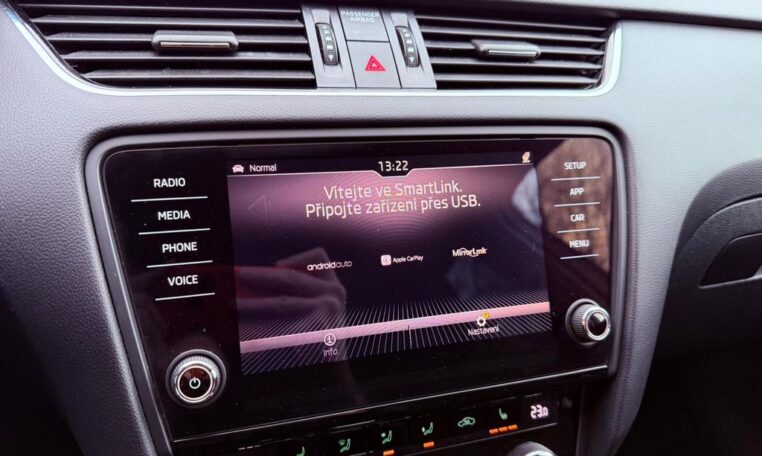 PASSENGER
AIRBAG
Normal
13:22
RADIO
MEDIA
PHONE
VOICE
Vítejte ve SmartLink.
Připojte zařízení přes USB.
androidauto
Apple CarPlay
MirrorLink
Info
Nastavení
SETUP
APP
CAR
MENU
23.0